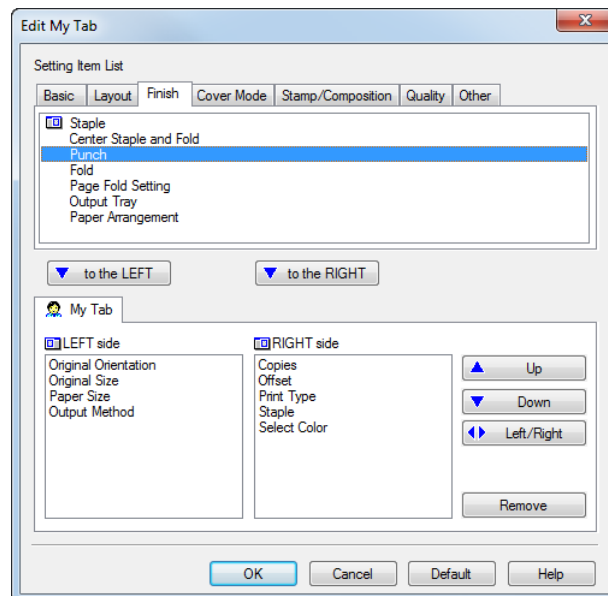 Edit My Tab
Setting Item List
Basic Layout Finish Cover Mode Stamp/Composition Quality Other
Staple
Center Staple and Fold
Punch
Fold
Page Fold Setting
Output Tray
Paper Arrangement
to the LEFT to the RIGHT
My Tab
LEFT side RIGHT side
Original Orientation Copies
Original Size Offset
Paper Size Print Type
Output Method Staple
Select Color
Up
Down
Left/Right
Remove
OK Cancel Default Help